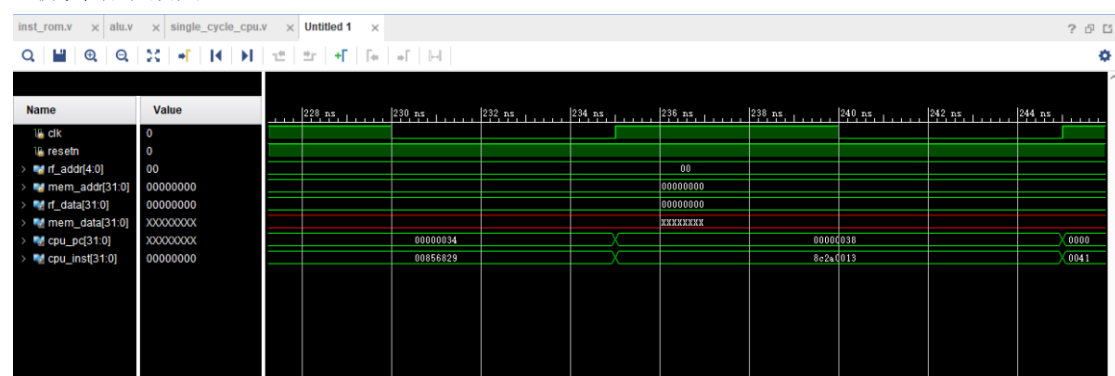 inst_rom.v × alu.v × single_cycle_cpu.v × Untitled 1 ×
Name Value 228 ns 230 ns 232 ns 234 ns 236 ns 238 ns 240 ns 242 ns 244 ns
clk 0
resetn 0
rf_addr[4:0] 00 00
mem_addr[31:0] 00000000 00000000
rf_data[31:0] 00000000 00000000
mem_data[31:0] XXXXXXXX XXXXXXXX
cpu_pc[31:0] XXXXXXXX 00000034 00000038 0000
cpu_inst[31:0] 00000000 00856829 8c2a0013 0041